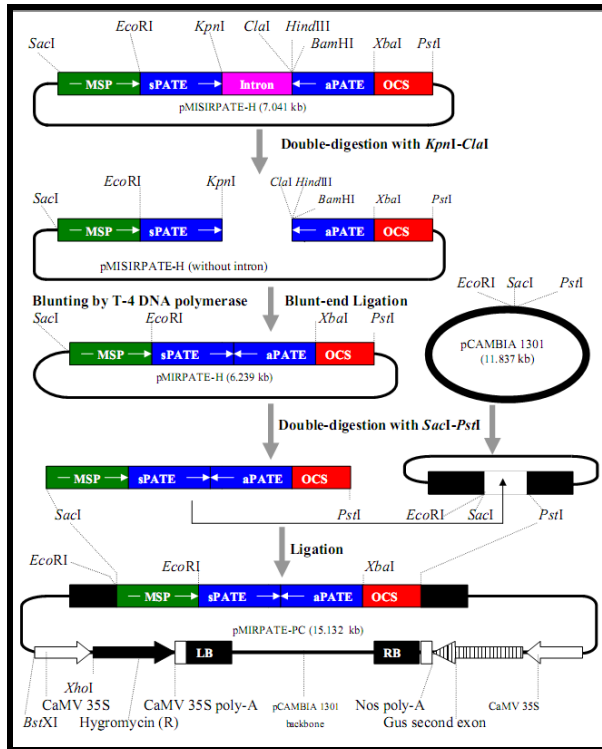 EcoRI KpnI ClaI HindIII
SacI BamHI XbaI PstI
MSP sPATE Intron aPATE OCS
pMISIRPATE-H (7.041 kb)
Double-digestion with KpnI-ClaI
EcoRI KpnI ClaI HindIII
SacI BamHI XbaI PstI
MSP sPATE aPATE OCS
pMISIRPATE-H (without intron)
Blunting by T-4 DNA polymerase Blunt-end Ligation
SacI EcoRI XbaI PstI
MSP sPATE aPATE OCS
pMIRPATE-H (6.239 kb)
EcoRI SacI PstI
pCAMBIA 1301
(11.837 kb)
Double-digestion with SacI-PstI
MSP sPATE aPATE OCS
SacI PstI EcoRI SacI PstI
Ligation
EcoRI EcoRI XbaI
MSP sPATE aPATE OCS
pMIRPATE-PC (15.132 kb)
LB RB
XhoI
BstXI CaMV 35S CaMV 35S poly-A pCAMBIA 1301 Nos poly-A CaMV 35S
Hygromycin (R) backbone Gus second exon